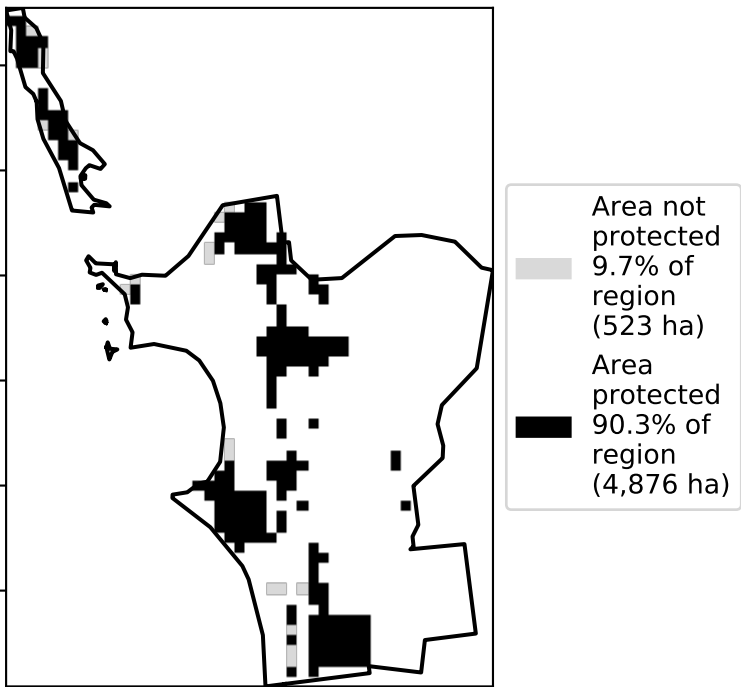 Area not
protected
9.7% of
region
(523 ha)
Area
protected
90.3% of
region
(4,876 ha)